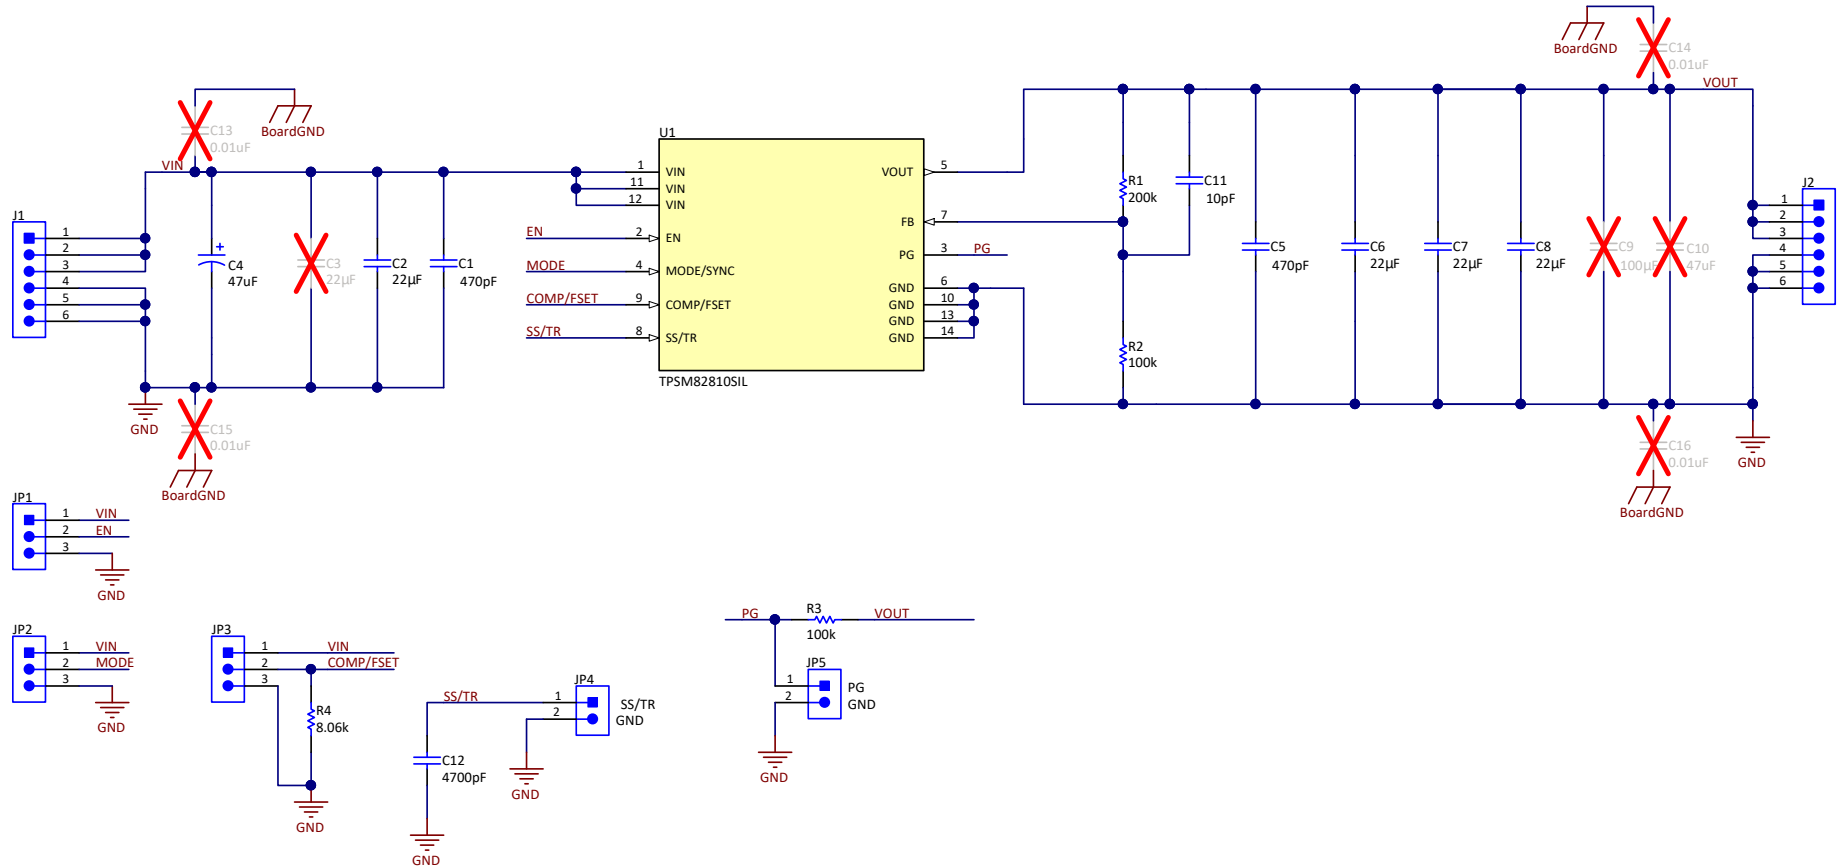 BoardGND
C14
0.01uF
VOUT
C13
0.01uF
BoardGND
VIN
U1
1 VIN
11 VIN
12 VIN
EN 2 EN
MODE 4 MODE/SYNC
COMP/FSET 9 COMP/FSET
SS/TR 8 SS/TR
VOUT 5
FB 7
PG 3 PG
GND 6
GND 10
GND 13
GND 14
TPSM82810SIL
J1
1
2
3
4
5
6
+
C4
47uF
C3
22µF
C2
22µF
C1
470pF
GND
C15
0.01uF
BoardGND
R1
200k
C11
10pF
R2
100k
C5
470pF
C6
22µF
C7
22µF
C8
22µF
C9
100µF
C10
47uF
J2
1
2
3
4
5
6
C16
0.01uF
BoardGND
GND
JP1
1 VIN
2 EN
3
GND
JP2
1 VIN
2 MODE
3
GND
JP3
1 VIN
2 COMP/FSET
3
R4
8.06k
GND
SS/TR
C12
4700pF
GND
JP4
1 SS/TR
2 GND
GND
PG
R3
100k
VOUT
JP5
1 PG
2 GND
GND